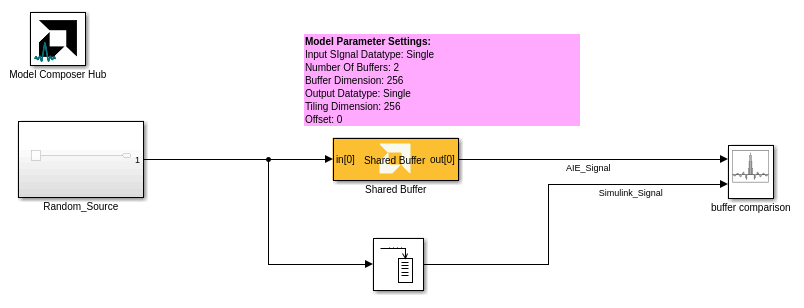 Model Composer Hub
Model Parameter Settings:
Input SIgnal Datatype: Single
Number Of Buffers: 2
Buffer Dimension: 256
Output Datatype: Single
Tiling Dimension: 256
Offset: 0
1
Random_Source
in[0] Shared Buffer out[0]
Shared Buffer
AIE_Signal
Simulink_Signal
buffer comparison